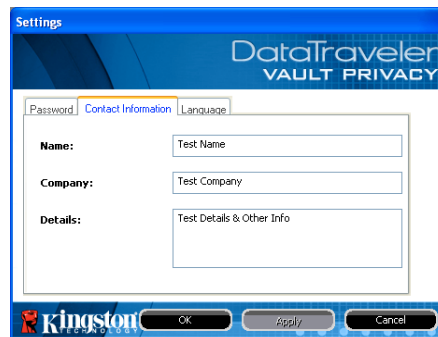 Settings
DataTraveler
VAULT PRIVACY
Password Contact Information Language
Name: Test Name
Company: Test Company
Details: Test Details & Other Info
Kingston OK Apply Cancel
TECHNOLOGY